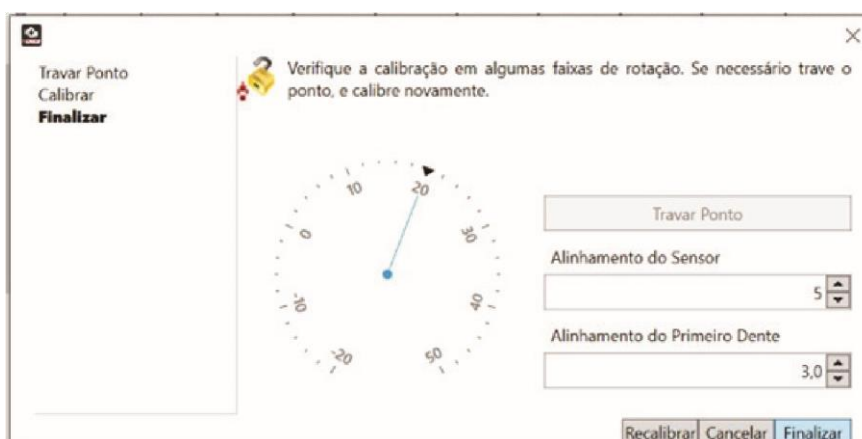 Travar Ponto
Calibrar
Finalizar
Verifique a calibração em algumas faixas de rotação. Se necessário trave o
ponto, e calibre novamente.
-20
-10
0
10
20
30
40
50
Travar Ponto
Alinhamento do Sensor
5
Alinhamento do Primeiro Dente
3,0
Recalibrar Cancelar Finalizar